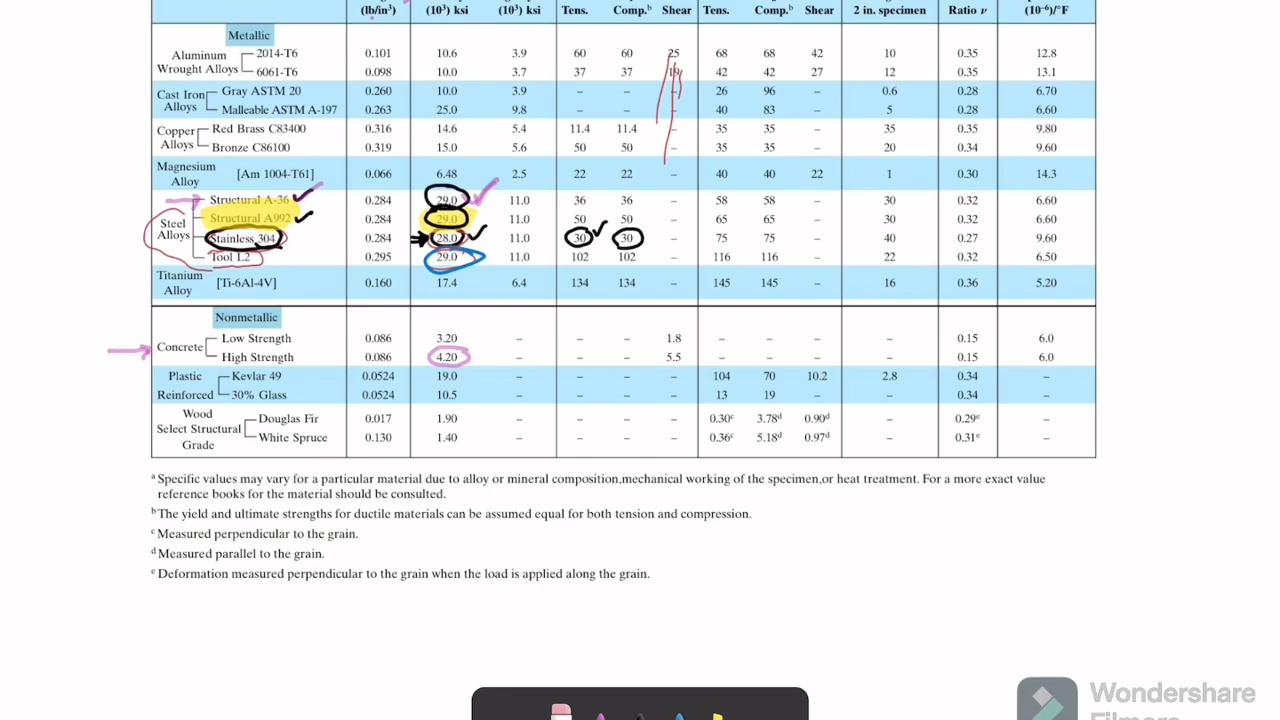 (lb/in³) (10³) ksi (10³) ksi Tens. Comp.ᵇ Shear Tens. Comp.ᵇ Shear 2 in. specimen Ratio ν (10⁻⁶)/°F
Metallic
Aluminum Wrought Alloys 2014-T6 0.101 10.6 3.9 60 60 25 68 68 42 10 0.35 12.8
6061-T6 0.098 10.0 3.7 37 37 19 42 42 27 12 0.35 13.1
Cast Iron Alloys Gray ASTM 20 0.260 10.0 3.9 – – – 26 96 – 0.6 0.28 6.70
Malleable ASTM A-197 0.263 25.0 9.8 – – – 40 83 – 5 0.28 6.60
Copper Alloys Red Brass C83400 0.316 14.6 5.4 11.4 11.4 – 35 35 – 35 0.35 9.80
Bronze C86100 0.319 15.0 5.6 50 50 – 35 35 – 20 0.34 9.60
Magnesium Alloy [Am 1004-T61] 0.066 6.48 2.5 22 22 – 40 40 22 1 0.30 14.3
Steel Alloys Structural A-36 0.284 29.0 11.0 36 36 – 58 58 – 30 0.32 6.60
Structural A992 0.284 29.0 11.0 50 50 – 65 65 – 30 0.32 6.60
Stainless 304 0.284 28.0 11.0 30 30 – 75 75 – 40 0.27 9.60
Tool L2 0.295 29.0 11.0 102 102 – 116 116 – 22 0.32 6.50
Titanium Alloy [Ti-6Al-4V] 0.160 17.4 6.4 134 134 – 145 145 – 16 0.36 5.20
Nonmetallic
Concrete Low Strength 0.086 3.20 – – – 1.8 – – – – 0.15 6.0
High Strength 0.086 4.20 – – – 5.5 – – – – 0.15 6.0
Plastic Reinforced Kevlar 49 0.0524 19.0 – – – – 104 70 10.2 2.8 0.34 –
30% Glass 0.0524 10.5 – – – – 13 19 – – 0.34 –
Wood Select Structural Grade Douglas Fir 0.017 1.90 – – – – 0.30ᶜ 3.78ᵈ 0.90ᵈ – 0.29ᵉ –
White Spruce 0.130 1.40 – – – – 0.36ᶜ 5.18ᵈ 0.97ᵈ – 0.31ᵉ –
ᵃ Specific values may vary for a particular material due to alloy or mineral composition,mechanical working of the specimen,or heat treatment. For a more exact value
reference books for the material should be consulted.
ᵇ The yield and ultimate strengths for ductile materials can be assumed equal for both tension and compression.
ᶜ Measured perpendicular to the grain.
ᵈ Measured parallel to the grain.
ᵉ Deformation measured perpendicular to the grain when the load is applied along the grain.
Wondershare